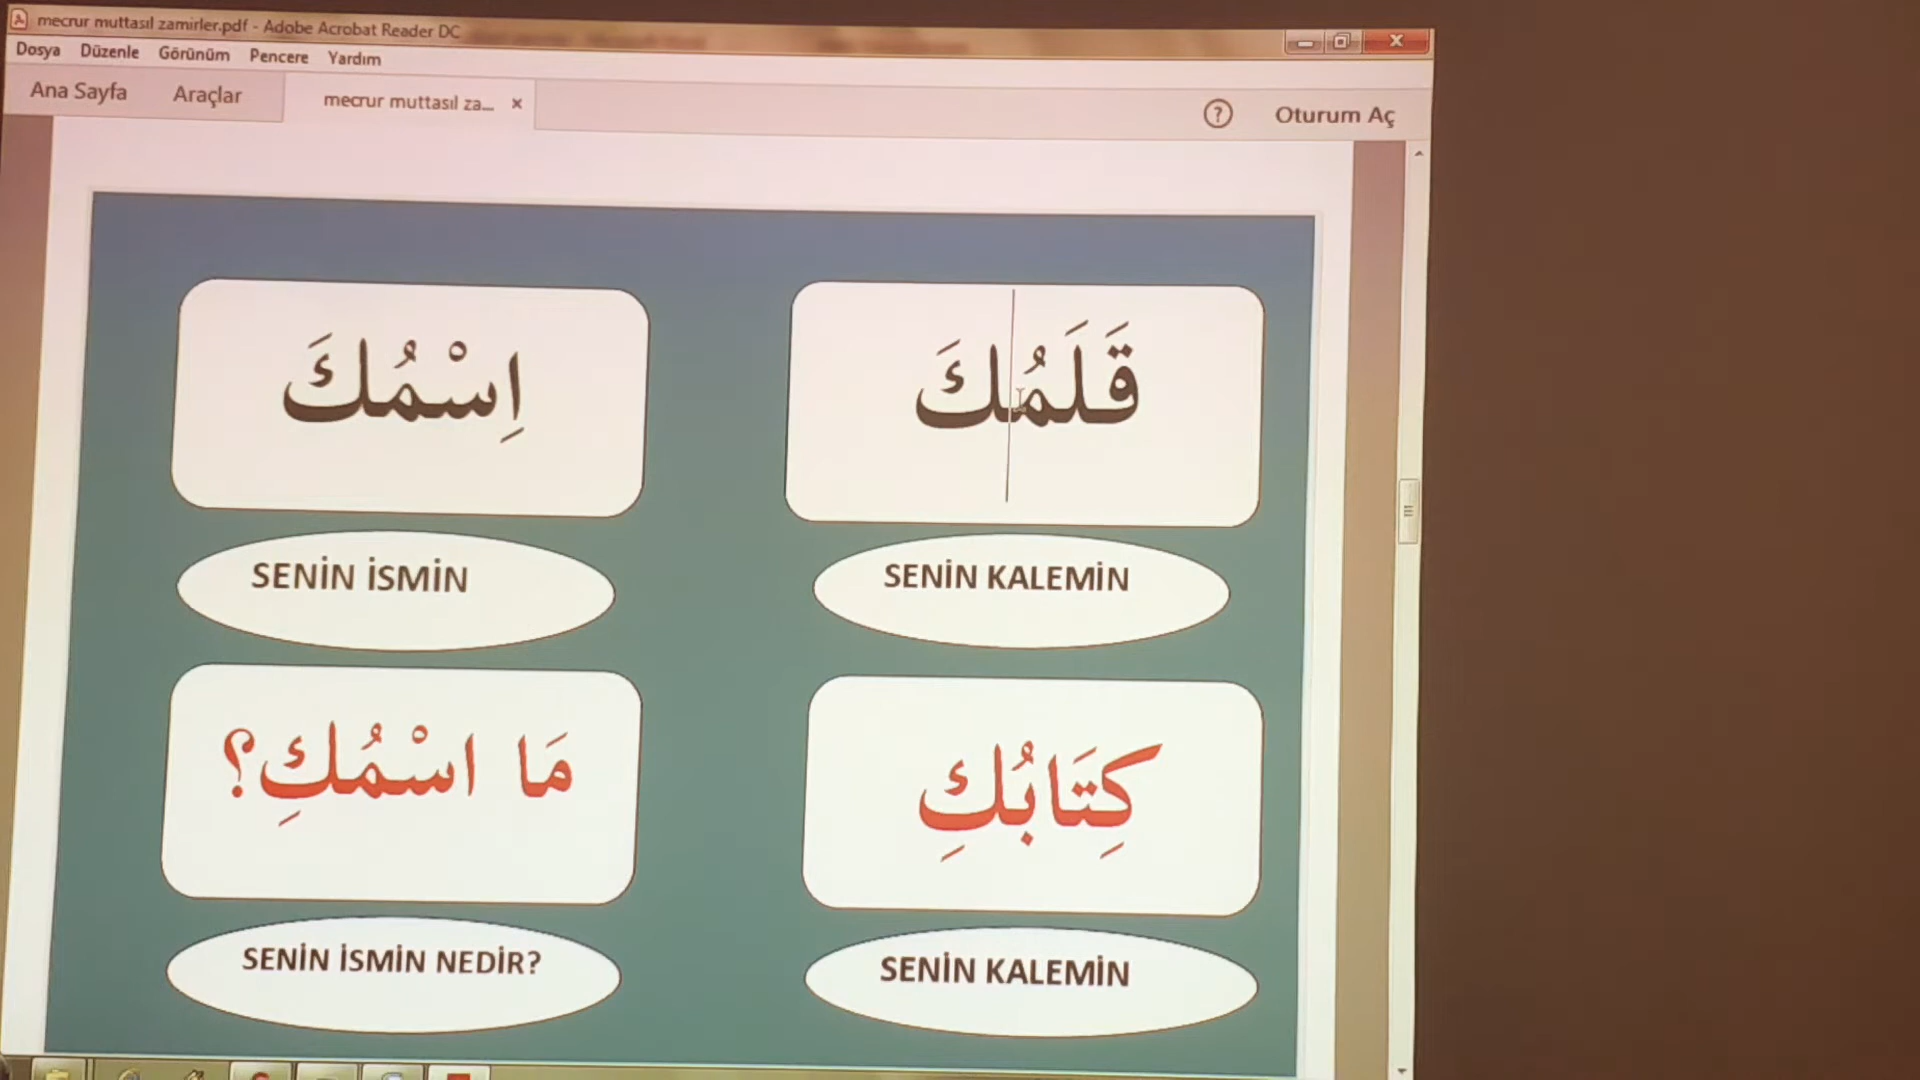 mecrur muttasıl zamirler.pdf - Adobe Acrobat Reader DC
Dosya Düzenle Görünüm Pencere Yardım
Ana Sayfa Araçlar mecrur muttasıl za... × ? Oturum Aç
اِسْمُكَ
قَلَمُكَ
SENİN İSMİN
SENİN KALEMİN
مَا اسْمُكِ؟
كِتَابُكِ
SENİN İSMİN NEDİR?
SENİN KALEMİN